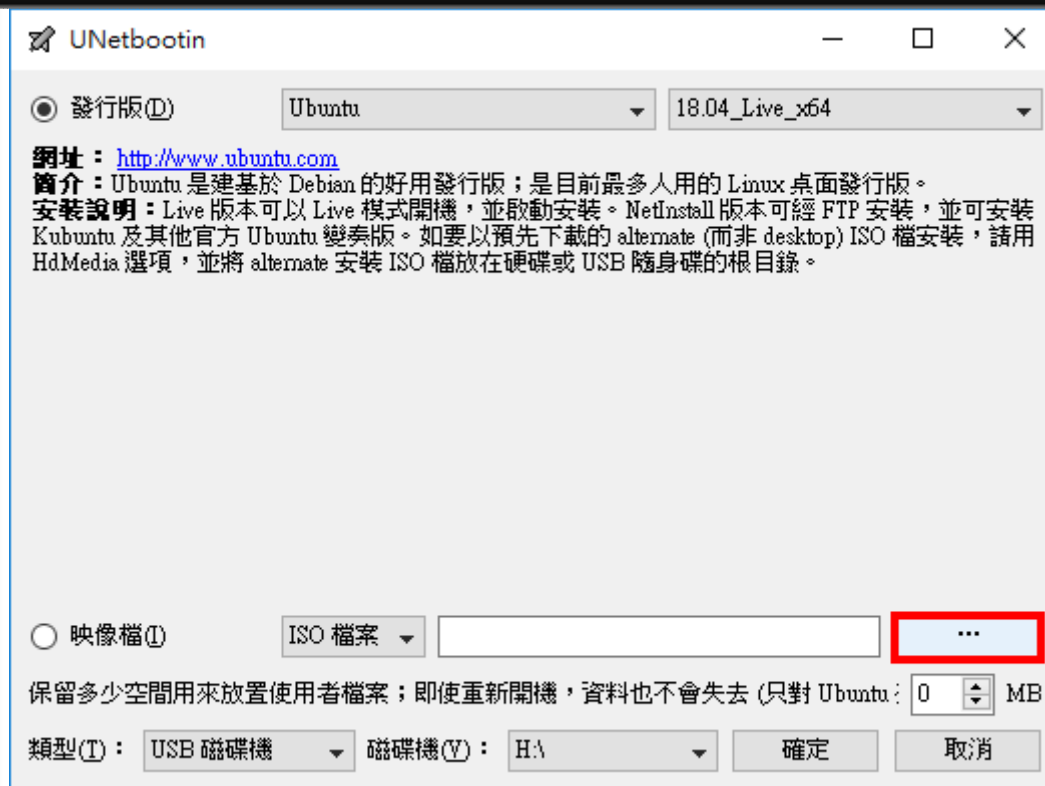 UNetbootin
發行版(D) Ubuntu 18.04_Live_x64
網址：http://www.ubuntu.com
簡介：Ubuntu 是建基於 Debian 的好用發行版；是目前最多人用的 Linux 桌面發行版。
安裝說明：Live 版本可以 Live 模式開機，並啟動安裝。NetInstall 版本可經 FTP 安裝，並可安裝
Kubuntu 及其他官方 Ubuntu 變奏版。如要以預先下載的 alternate (而非 desktop) ISO 檔安裝，請用
HdMedia 選項，並將 alternate 安裝 ISO 檔放在硬碟或 USB 隨身碟的根目錄。
映像檔(I) ISO 檔案 ...
保留多少空間用來放置使用者檔案；即使重新開機，資料也不會失去 (只對 Ubuntu 0 MB
類型(T)： USB 磁碟機 磁碟機(V)： H:\ 確定 取消